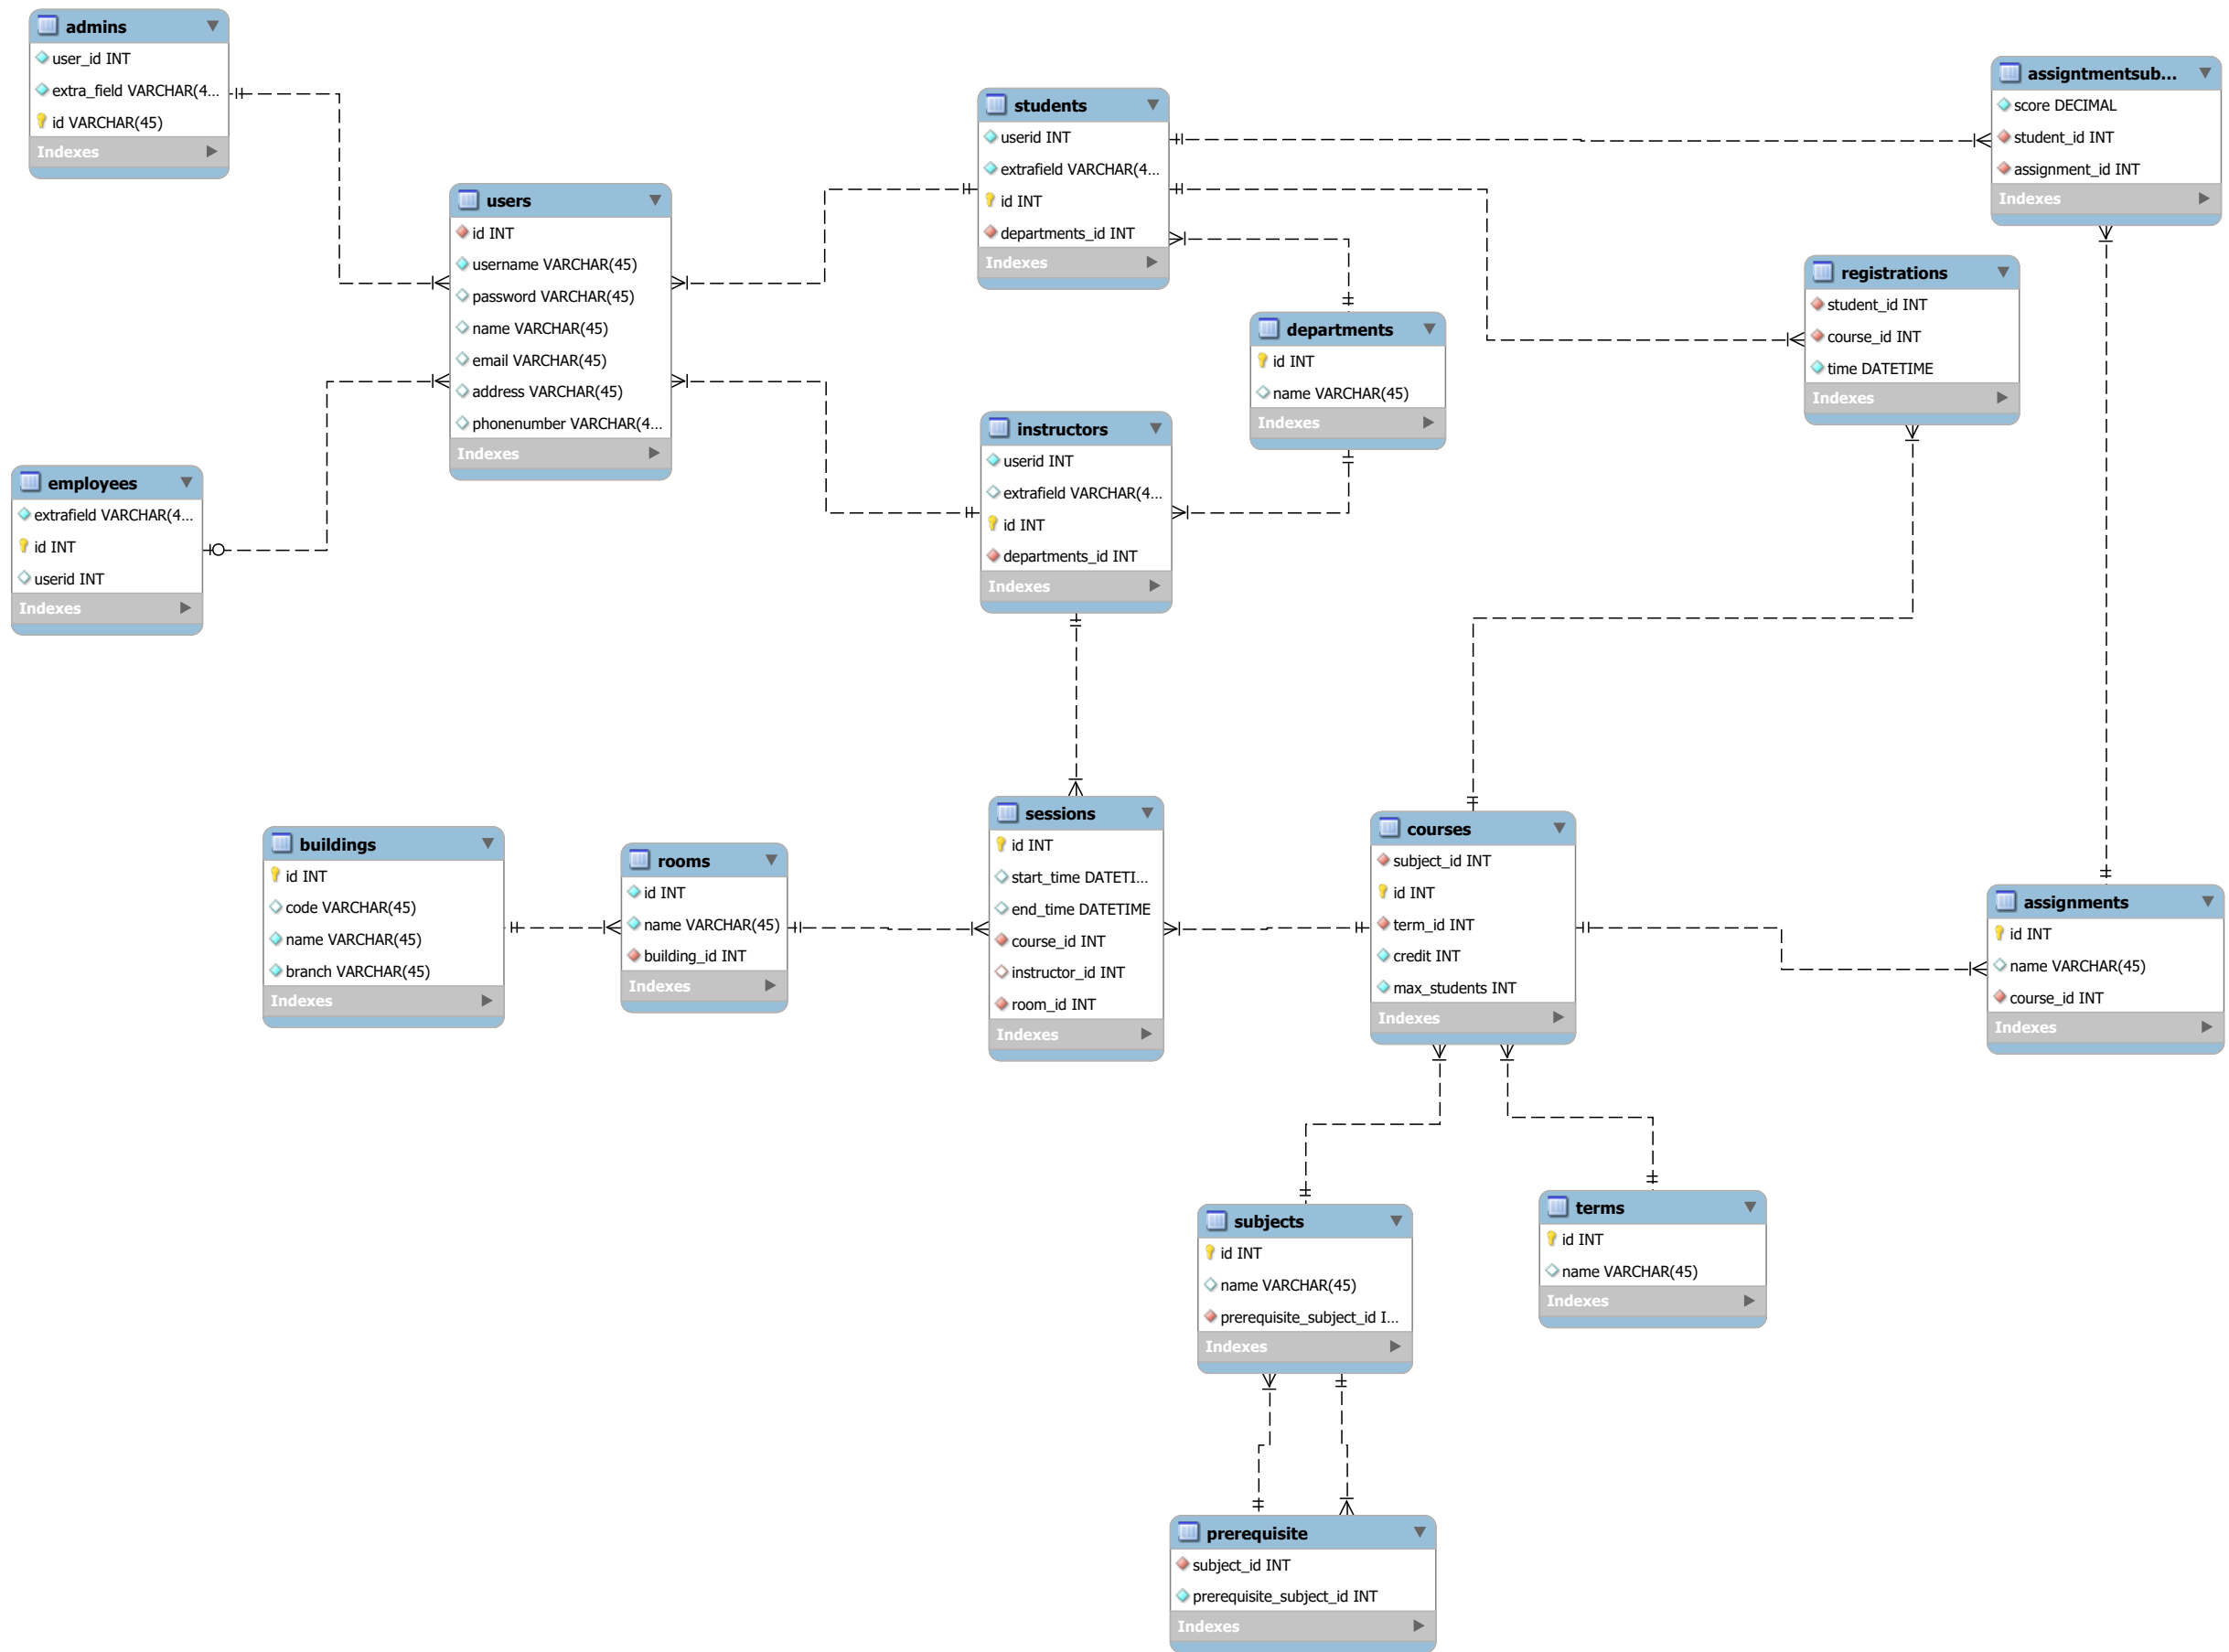 admins
user_id INT
extra_field VARCHAR(4...
id VARCHAR(45)
Indexes
users
id INT
username VARCHAR(45)
password VARCHAR(45)
name VARCHAR(45)
email VARCHAR(45)
address VARCHAR(45)
phonenumber VARCHAR(4...
Indexes
employees
extrafield VARCHAR(4...
id INT
userid INT
Indexes
students
userid INT
extrafield VARCHAR(4...
id INT
departments_id INT
Indexes
departments
id INT
name VARCHAR(45)
Indexes
instructors
userid INT
extrafield VARCHAR(4...
id INT
departments_id INT
Indexes
assigntmentsub...
score DECIMAL
student_id INT
assignment_id INT
Indexes
registrations
student_id INT
course_id INT
time DATETIME
Indexes
buildings
id INT
code VARCHAR(45)
name VARCHAR(45)
branch VARCHAR(45)
Indexes
rooms
id INT
name VARCHAR(45)
building_id INT
Indexes
sessions
id INT
start_time DATETI...
end_time DATETIME
course_id INT
instructor_id INT
room_id INT
Indexes
courses
subject_id INT
id INT
term_id INT
credit INT
max_students INT
Indexes
assignments
id INT
name VARCHAR(45)
course_id INT
Indexes
subjects
id INT
name VARCHAR(45)
prerequisite_subject_id I...
Indexes
terms
id INT
name VARCHAR(45)
Indexes
prerequisite
subject_id INT
prerequisite_subject_id INT
Indexes